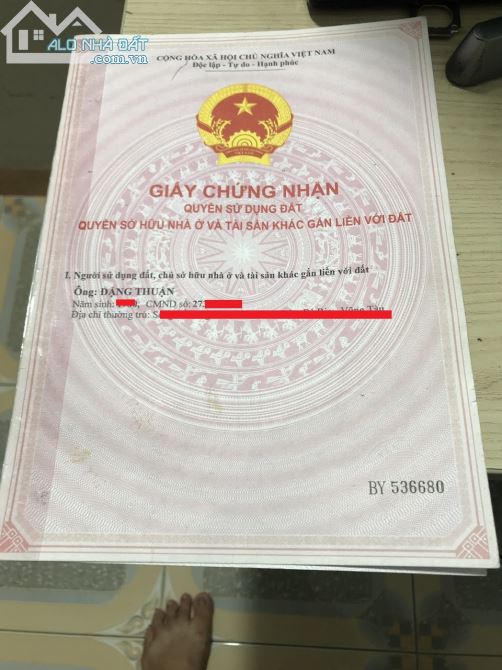 ALO NHÀ ĐẤT
.com.vn
CỘNG HÒA XÃ HỘI CHỦ NGHĨA VIỆT NAM
Độc lập - Tự do - Hạnh phúc
GIẤY CHỨNG NHẬN
QUYỀN SỬ DỤNG ĐẤT
QUYỀN SỞ HỮU NHÀ Ở VÀ TÀI SẢN KHÁC GẮN LIỀN VỚI ĐẤT
I. Người sử dụng đất, chủ sở hữu nhà ở và tài sản khác gắn liền với đất
Ông: ĐẶNG THUẬN
Năm sinh: CMND số: 273
Địa chỉ thường trú: S Vũng Tàu
BY 536680